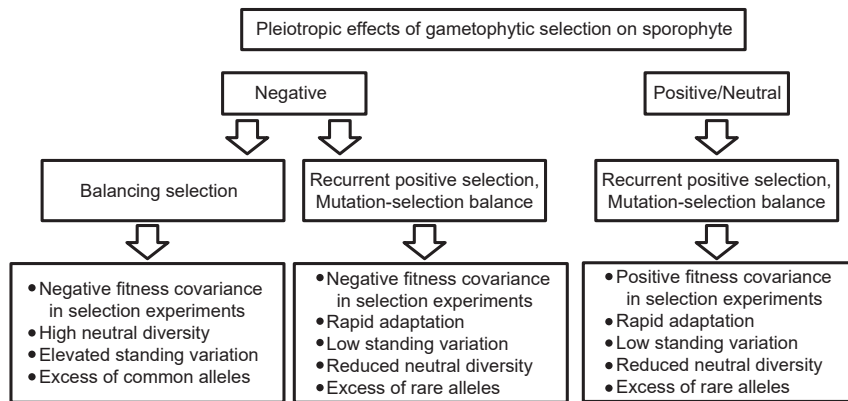 Pleiotropic effects of gametophytic selection on sporophyte
Negative
Positive/Neutral
Balancing selection
Recurrent positive selection,
Mutation-selection balance
Recurrent positive selection,
Mutation-selection balance
•Negative fitness covariance
in selection experiments
•High neutral diversity
•Elevated standing variation
•Excess of common alleles
•Negative fitness covariance
in selection experiments
•Rapid adaptation
•Low standing variation
•Reduced neutral diversity
•Excess of rare alleles
•Positive fitness covariance
in selection experiments
•Rapid adaptation
•Low standing variation
•Reduced neutral diversity
•Excess of rare alleles